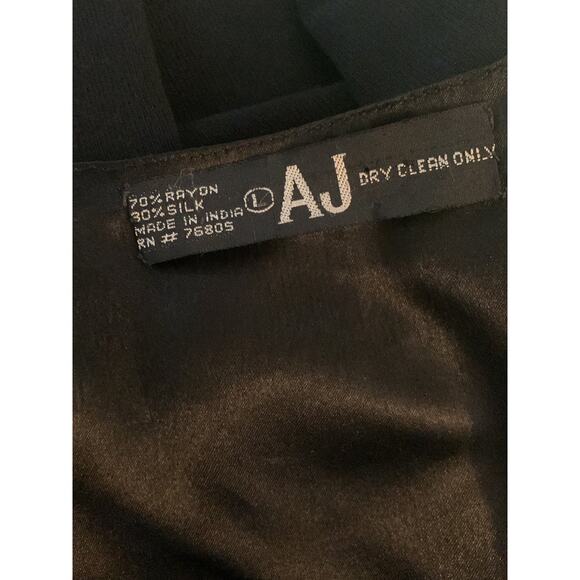 70% RAYON
30% SILK
MADE IN INDIA
RN # 76805
L
AJ
DRY CLEAN ONLY